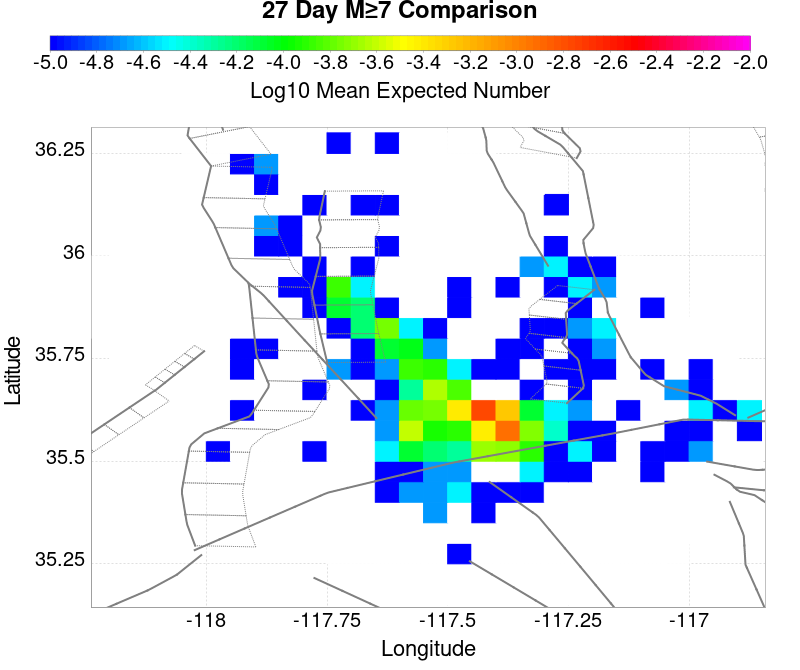 27 Day M≥7 Comparison
-5.0 -4.8 -4.6 -4.4 -4.2 -4.0 -3.8 -3.6 -3.4 -3.2 -3.0 -2.8 -2.6 -2.4 -2.2 -2.0
Log10 Mean Expected Number
36.25
36
35.75
35.5
35.25
Latitude
-118 -117.75 -117.5 -117.25 -117
Longitude